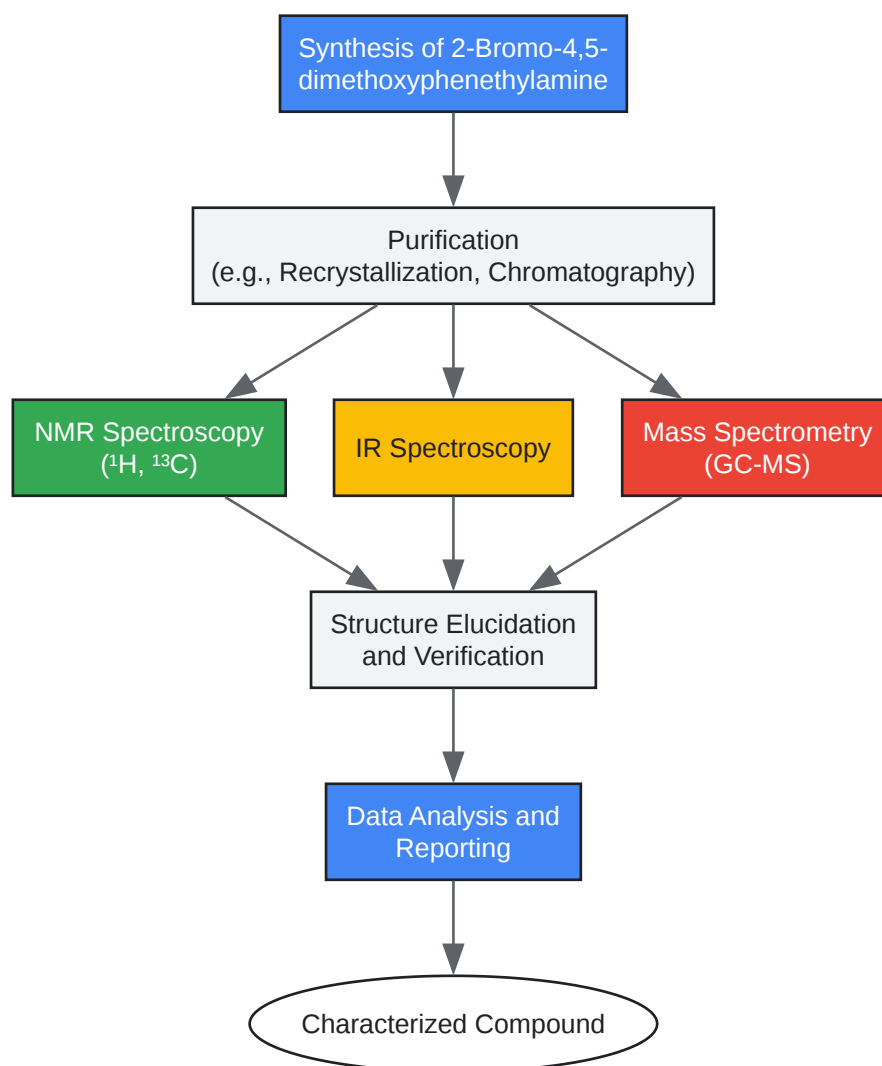 Synthesis of 2-Bromo-4,5-
dimethoxyphenethylamine
Purification
(e.g., Recrystallization, Chromatography)
NMR Spectroscopy
(¹H, ¹³C)
IR Spectroscopy
Mass Spectrometry
(GC-MS)
Structure Elucidation
and Verification
Data Analysis and
Reporting
Characterized Compound